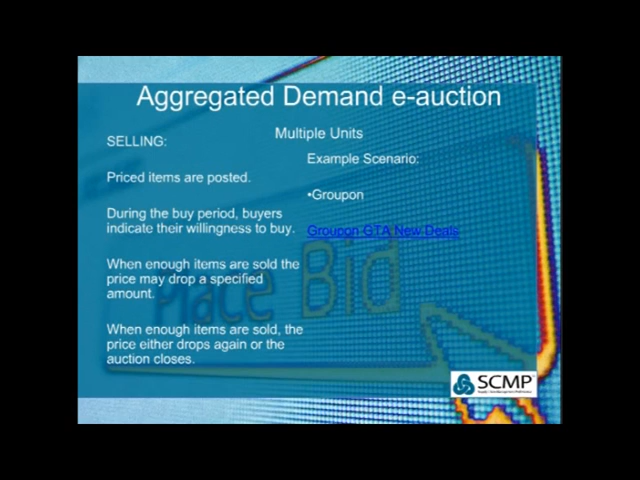 Aggregated Demand e-auction
Multiple Units
SELLING:
Priced items are posted.
During the buy period, buyers
indicate their willingness to buy.
When enough items are sold the
price may drop a specified
amount.
When enough items are sold, the
price either drops again or the
auction closes.
Example Scenario:
•Groupon
Groupon GTA New Deals
Place Bid
SCMP